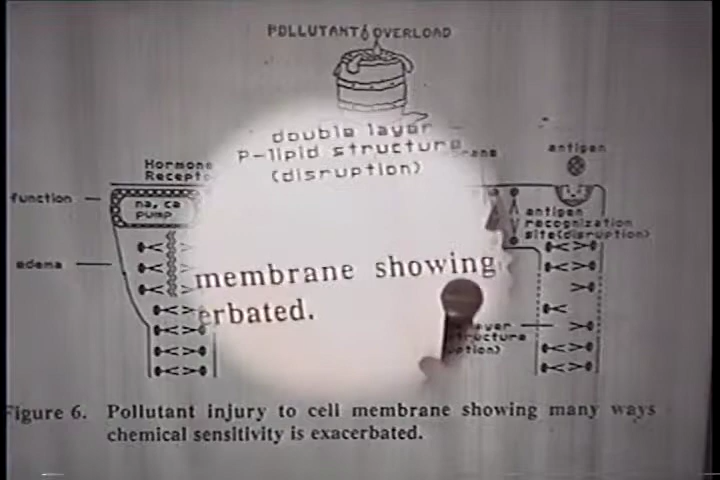 POLLUTANT OVERLOAD
double layer
P-lipid structure
(disruption)
Hormone
antigen
function
na, ca
pump
antigen
recognization
site(disruption)
edema
membrane showing
erbated.
Figure 6. Pollutant injury to cell membrane showing many ways
chemical sensitivity is exacerbated.